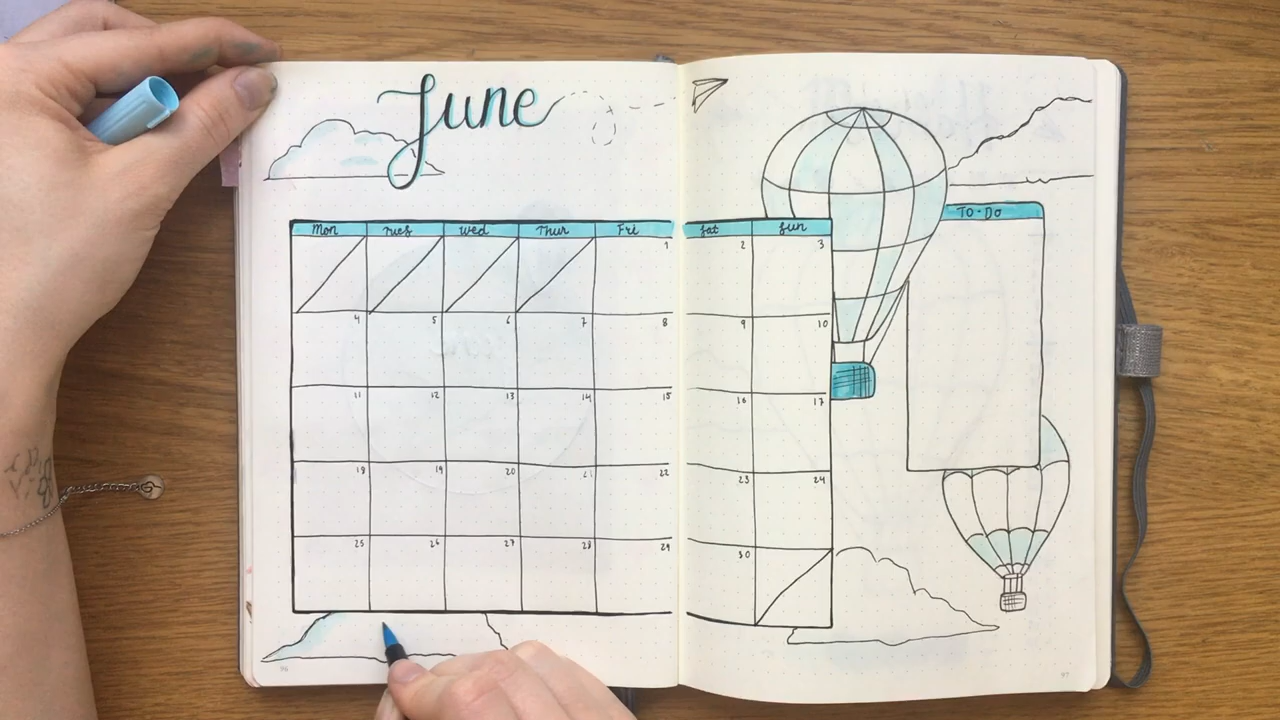 June
TO-DO
Mon Tues Wed Thur Fri Sat Sun
1 2 3
4 5 6 7 8 9 10
11 12 13 14 15 16 17
18 19 20 21 22 23 24
25 26 27 28 29 30
96 97